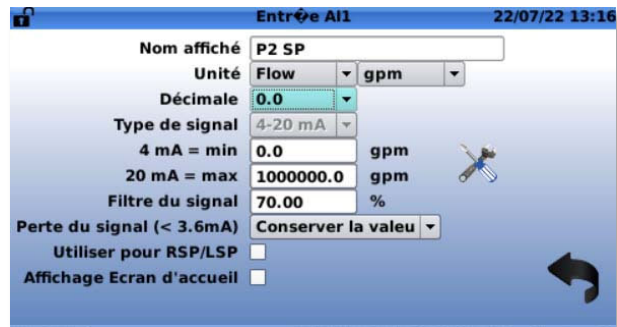 Entr�e AI1 22/07/22 13:16
Nom affiché P2 SP
Unité Flow gpm
Décimale 0.0
Type de signal 4-20 mA
4 mA = min 0.0 gpm
20 mA = max 1000000.0 gpm
Filtre du signal 70.00 %
Perte du signal (< 3.6mA) Conserver la valeu
Utiliser pour RSP/LSP
Affichage Ecran d'accueil